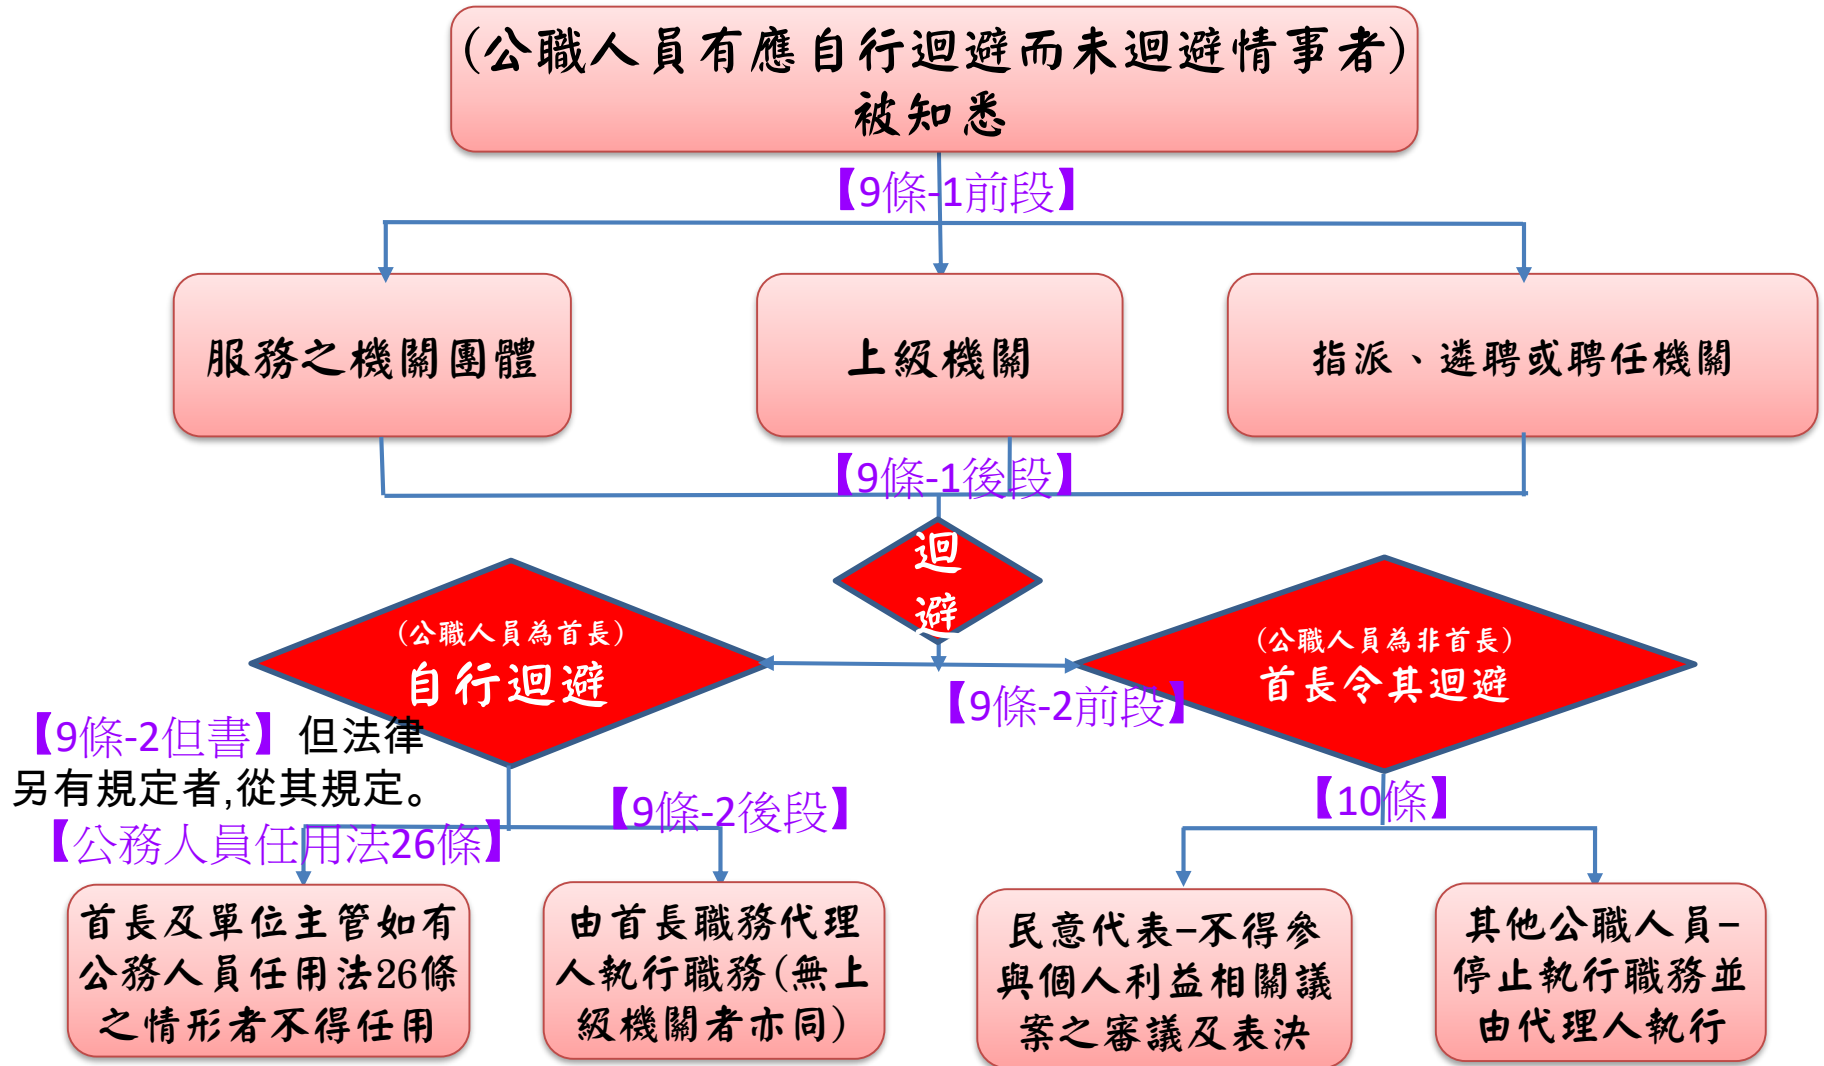 (公職人員有應自行迴避而未迴避情事者)
被知悉
【9條-1前段】
服務之機關團體
上級機關
指派、遴聘或聘任機關
【9條-1後段】
迴
避
(公職人員為首長)
自行迴避
(公職人員為非首長)
首長令其迴避
【9條-2前段】
【9條-2但書】但法律
另有規定者,從其規定。
【公務人員任用法26條】
【9條-2後段】
【10條】
首長及單位主管如有
公務人員任用法26條
之情形者不得任用
由首長職務代理
人執行職務(無上
級機關者亦同)
民意代表-不得參
與個人利益相關議
案之審議及表決
其他公職人員-
停止執行職務並
由代理人執行